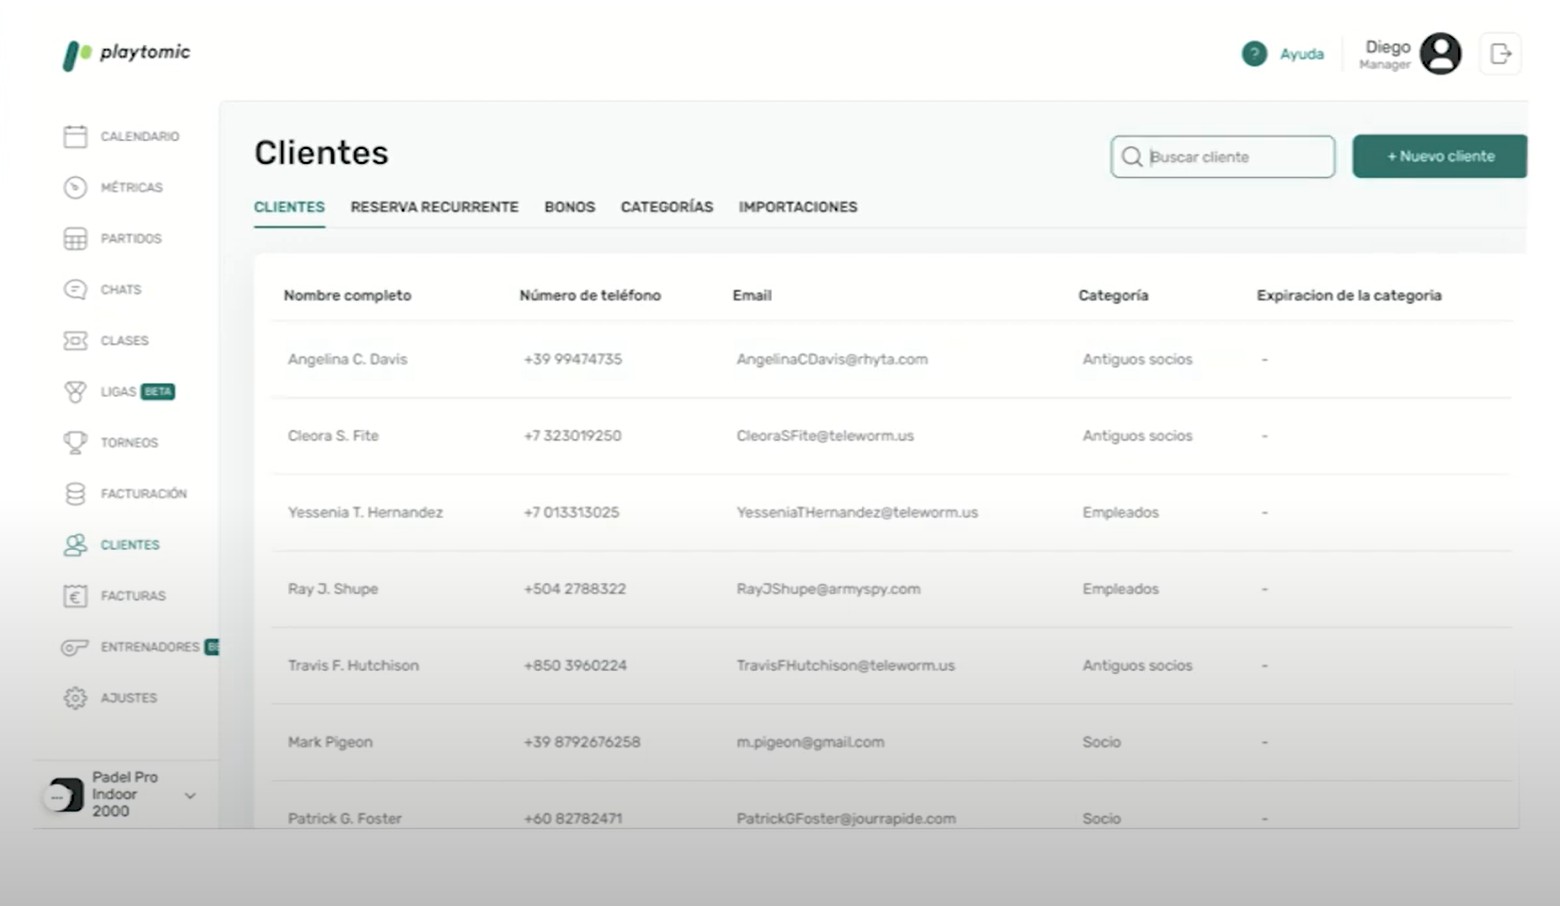 playtomic
? Ayuda
Diego
Manager
CALENDARIO
MÉTRICAS
PARTIDOS
CHATS
CLASES
LIGAS BETA
TORNEOS
FACTURACIÓN
CLIENTES
FACTURAS
ENTRENADORES
AJUSTES
Padel Pro
Indoor
2000
Clientes
Buscar cliente
+ Nuevo cliente
CLIENTES RESERVA RECURRENTE BONOS CATEGORÍAS IMPORTACIONES
Nombre completo Número de teléfono Email Categoría Expiracion de la categoria
Angelina C. Davis +39 99474735 AngelinaCDavis@rhyta.com Antiguos socios -
Cleora S. Fite +7 323019250 CleoraSFite@teleworm.us Antiguos socios -
Yessenia T. Hernandez +7 013313025 YesseniaTHernandez@teleworm.us Empleados -
Ray J. Shupe +504 2788322 RayJShupe@armyspy.com Empleados -
Travis F. Hutchison +850 3960224 TravisFHutchison@teleworm.us Antiguos socios -
Mark Pigeon +39 8792676258 m.pigeon@gmail.com Socio -
Patrick G. Foster +60 82782471 PatrickGFoster@jourrapide.com Socio -